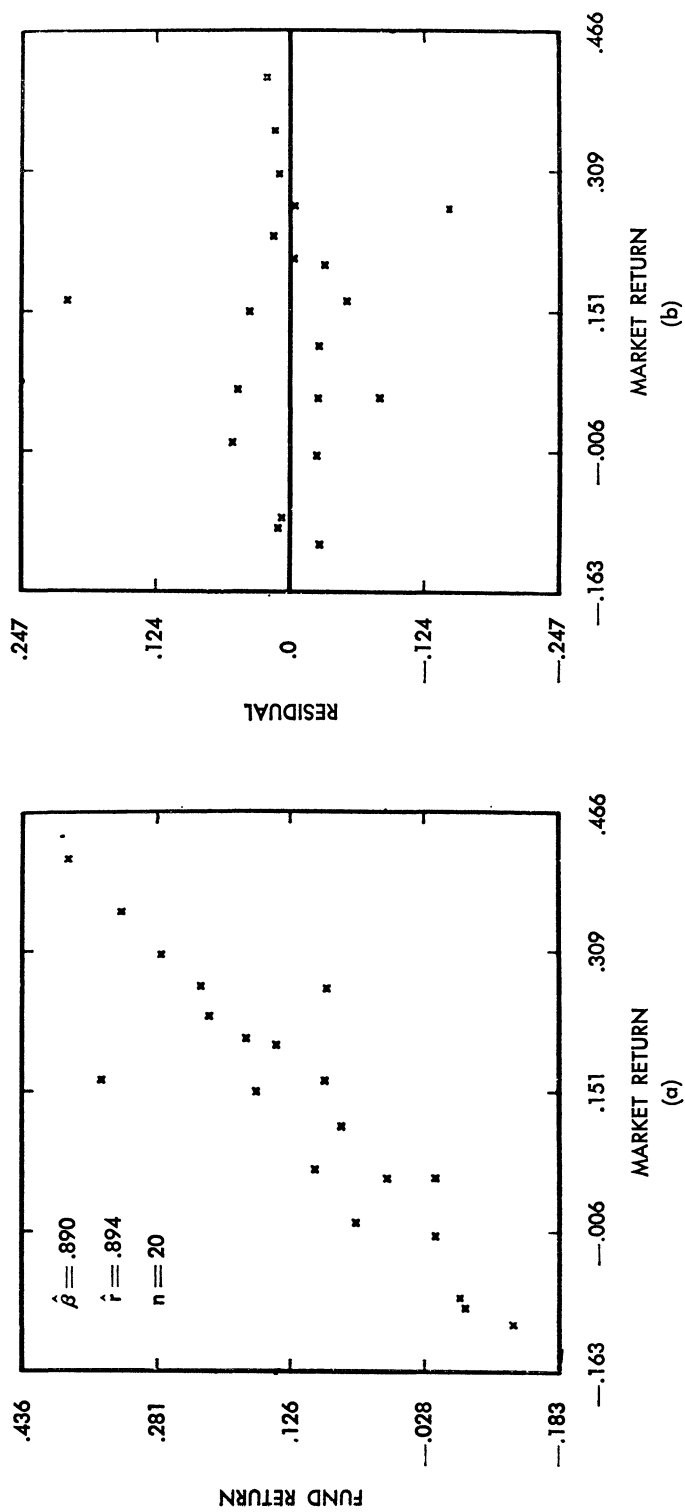 FUND RETURN
.436
.281
.126
—.028
—.183
β̂ = .890
r̂ = .894
n = 20
—.163
—.006
.151
.309
.466
MARKET RETURN
(a)
RESIDUAL
.247
.124
.0
—.124
—.247
—.163
—.006
.151
.309
.466
MARKET RETURN
(b)